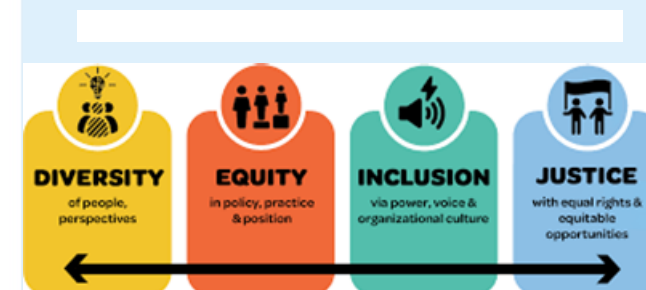 DIVERSITY
of people,
perspectives
EQUITY
in policy, practice
& position
INCLUSION
via power, voice &
organizational culture
JUSTICE
with equal rights &
equitable
opportunities